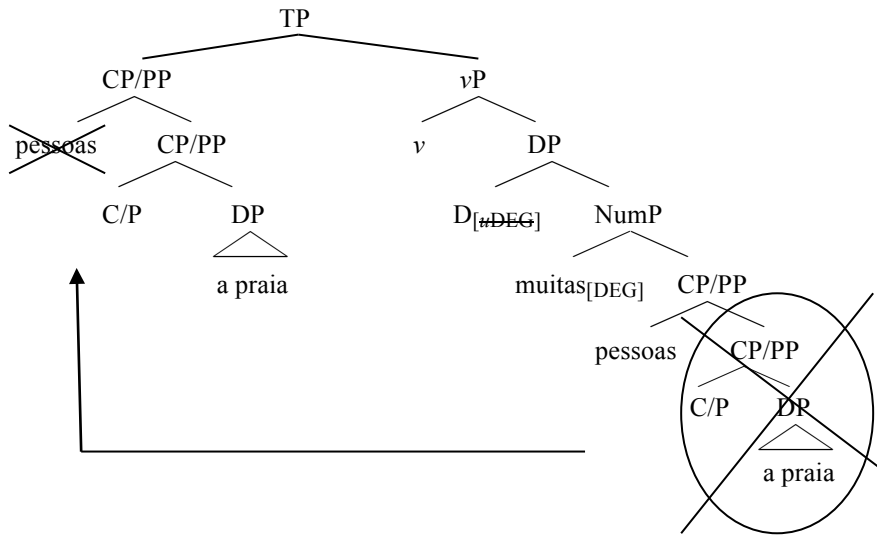 TP
CP/PP vP
pessoas CP/PP v DP
C/P DP D[uDEG] NumP
a praia muitas[DEG] CP/PP
pessoas CP/PP
C/P DP
a praia